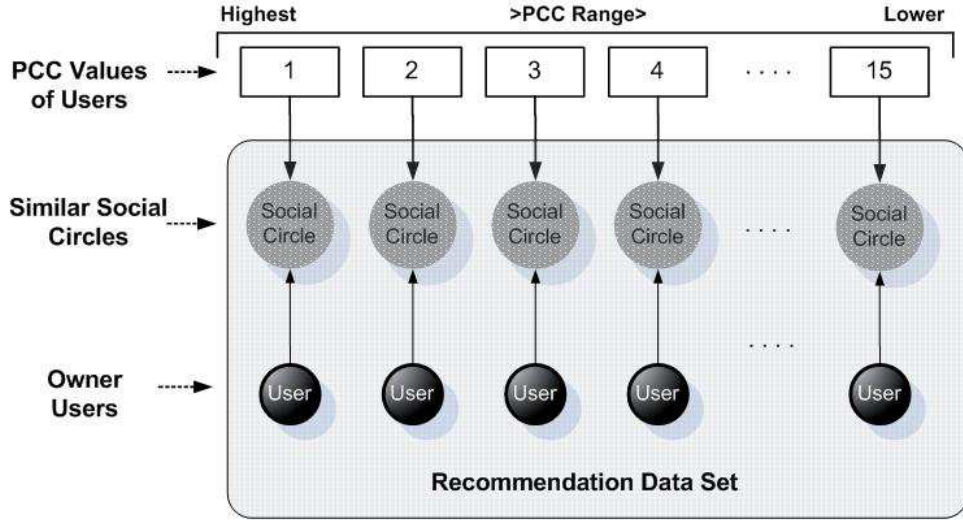 Highest >PCC Range> Lower
PCC Values
of Users
1 2 3 4 . . . . 15
Similar Social
Circles
Social
Circle
Social
Circle
Social
Circle
Social
Circle
. . . .
Social
Circle
. . . .
Owner
Users
User User User User User
Recommendation Data Set